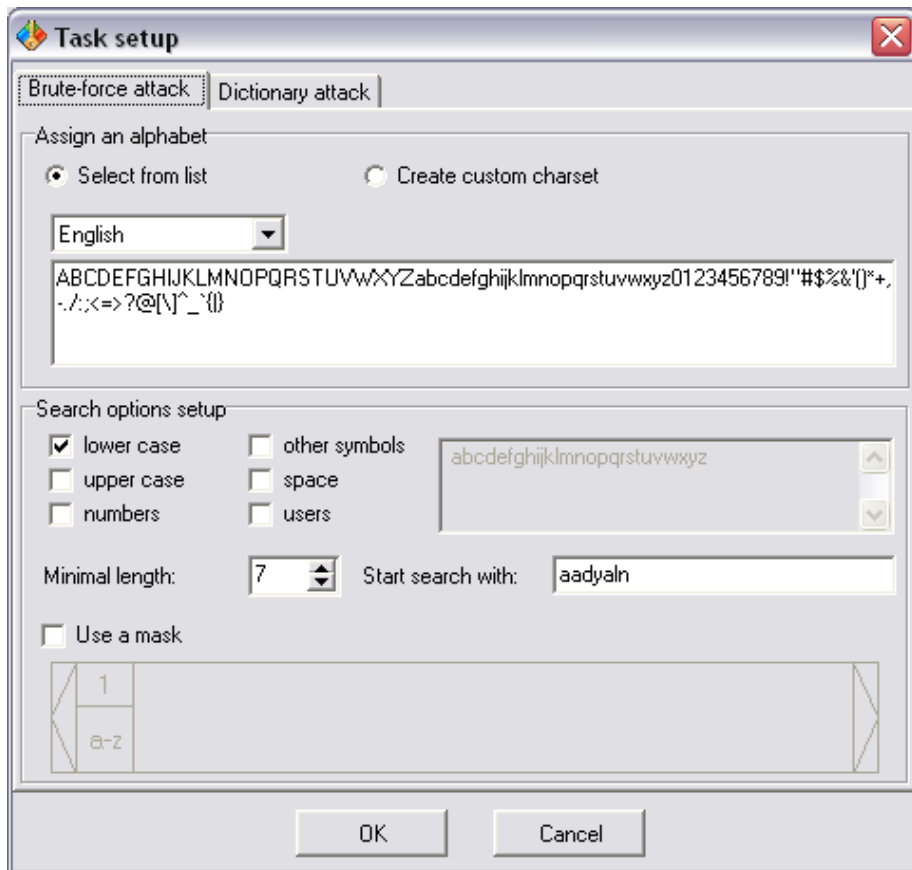 Task setup
Brute-force attack Dictionary attack
Assign an alphabet
Select from list Create custom charset
English
ABCDEFGHIJKLMNOPQRSTUVWXYZabcdefghijklmnopqrstuvwxyz0123456789!"#$%&'()*+,
-./:;<=>?@[\]^_`{|}
Search options setup
lower case other symbols abcdefghijklmnopqrstuvwxyz
upper case space
numbers users
Minimal length: 7 Start search with: aadyaln
Use a mask
1
a-z
OK Cancel